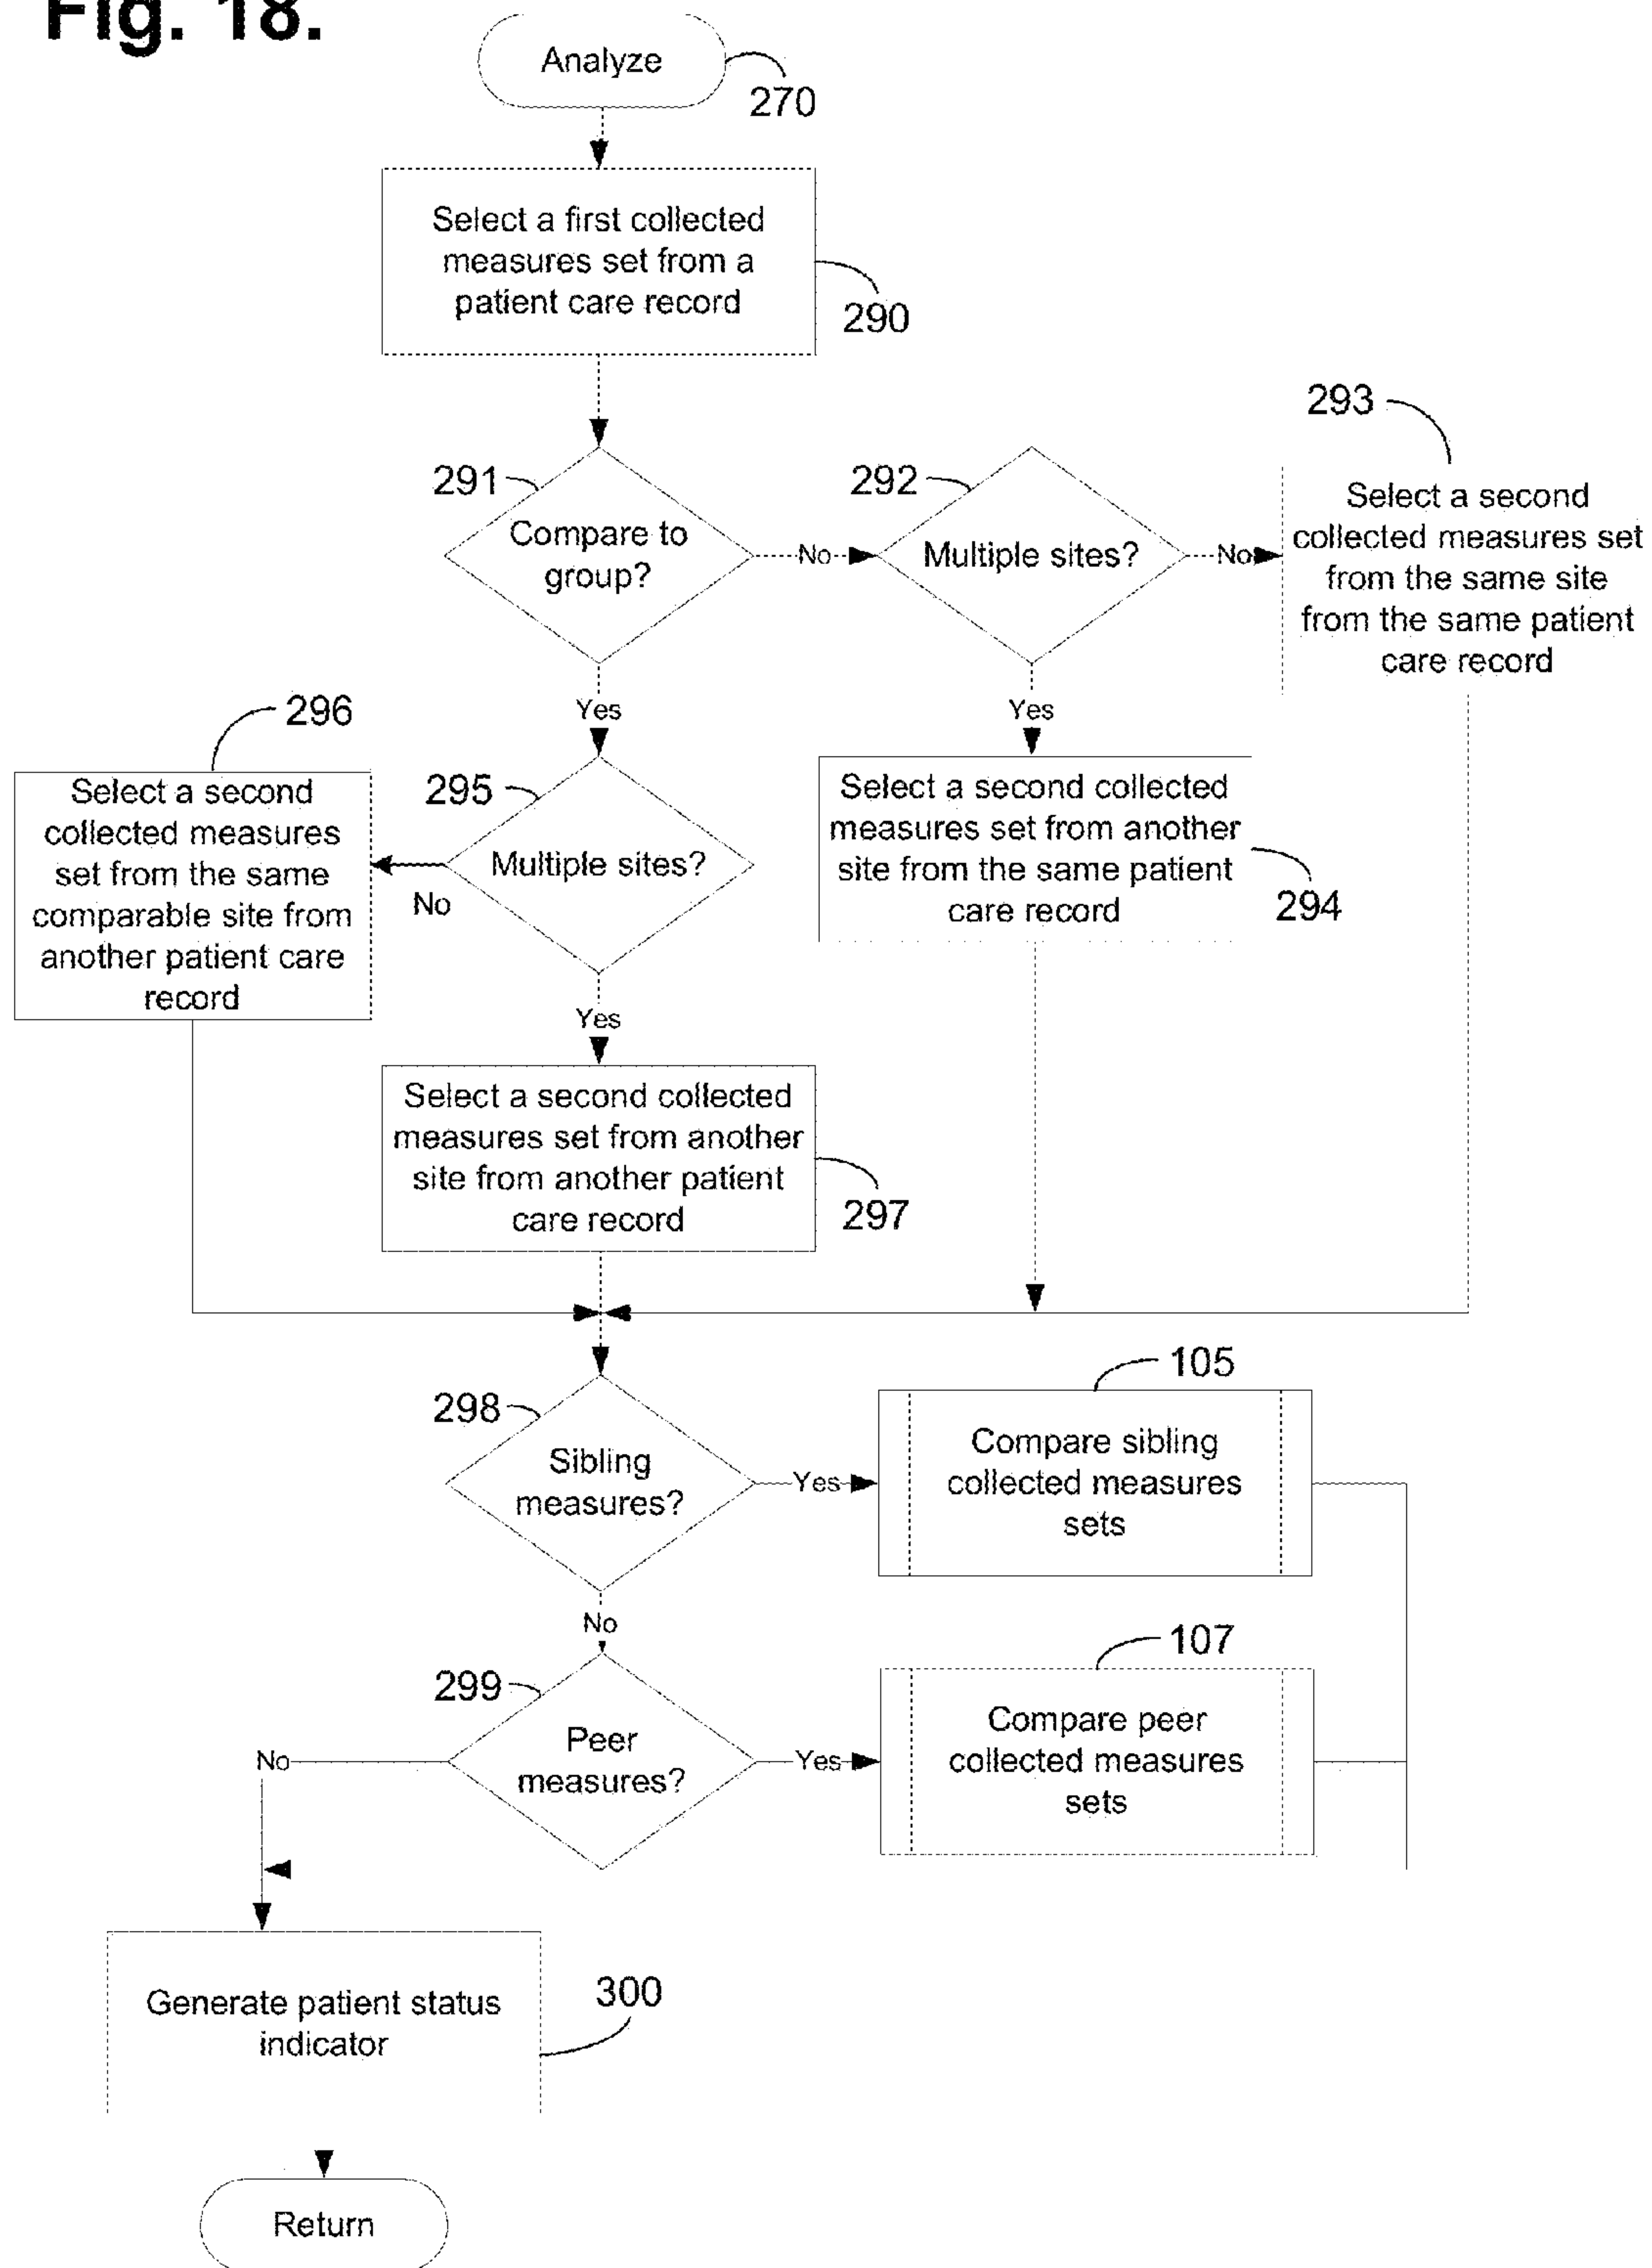 Fig. 18.
Analyze
270
Select a first collected
measures set from a
patient care record
290
291
Compare to
group?
No
292
Multiple sites?
No
293
Select a second
collected measures set
from the same site
from the same patient
care record
Yes
Yes
296
Select a second
collected measures
set from the same
comparable site from
another patient care
record
295
Multiple sites?
No
Select a second collected
measures set from another
site from the same patient
care record
294
Yes
Select a second collected
measures set from another
site from another patient
care record
297
298
Sibling
measures?
Yes
105
Compare sibling
collected measures
sets
No
299
Peer
measures?
No
Yes
107
Compare peer
collected measures
sets
Generate patient status
indicator
300
Return